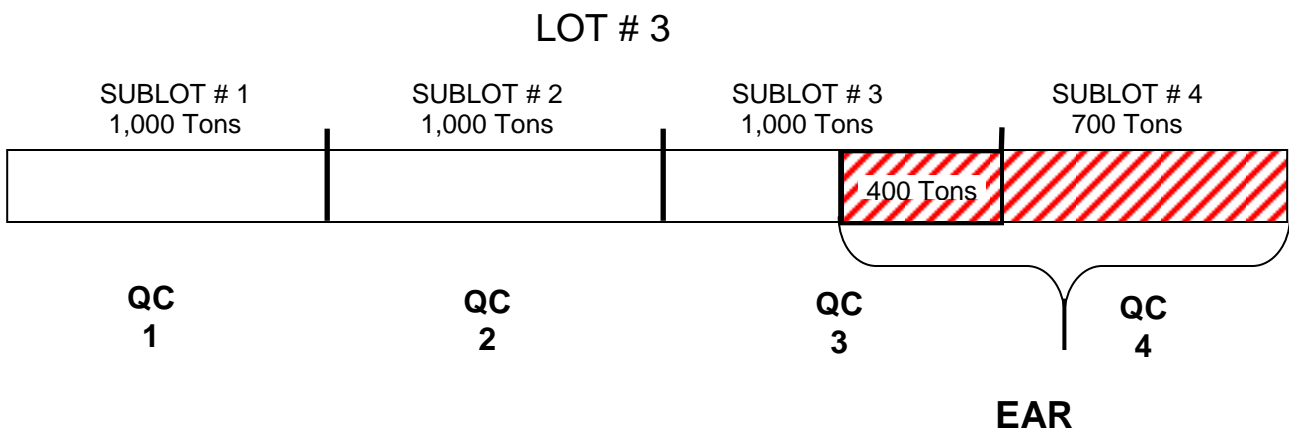 LOT # 3
SUBLOT # 1
1,000 Tons
SUBLOT # 2
1,000 Tons
SUBLOT # 3
1,000 Tons
SUBLOT # 4
700 Tons
400 Tons
QC
1
QC
2
QC
3
QC
4
EAR